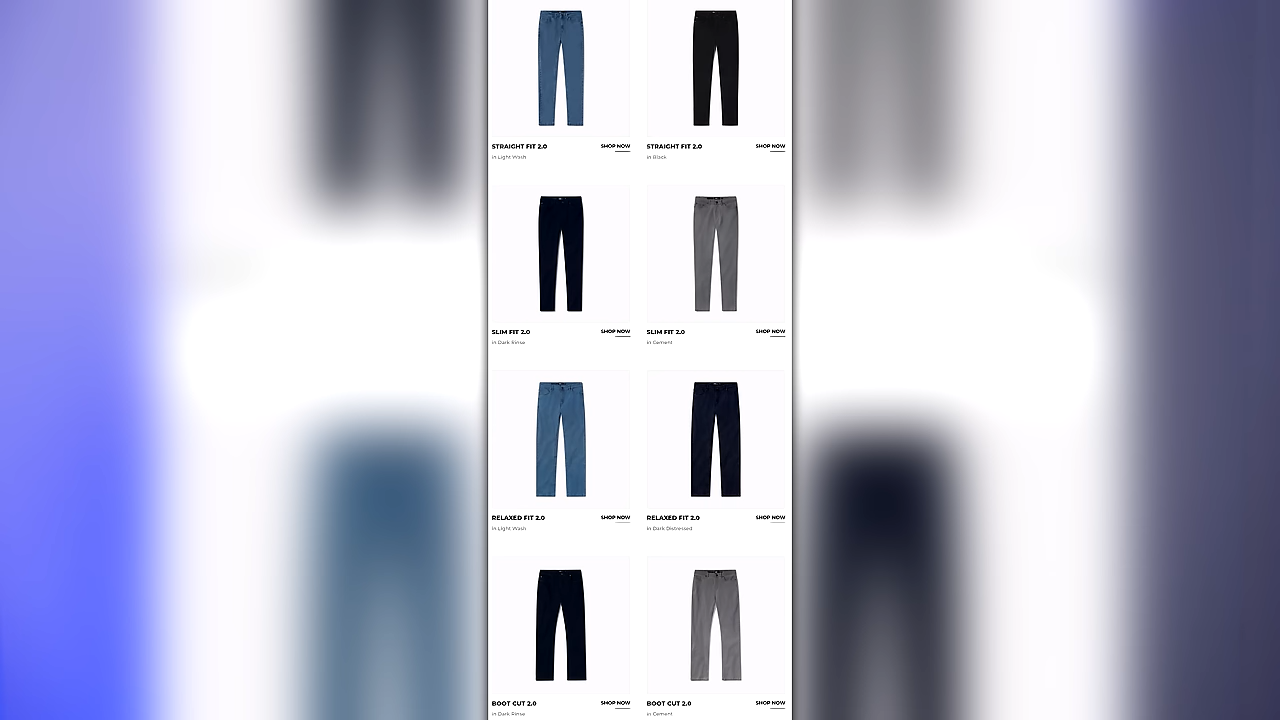 STRAIGHT FIT 2.0 SHOP NOW
in Light Wash
STRAIGHT FIT 2.0 SHOP NOW
in Black
SLIM FIT 2.0 SHOP NOW
in Dark Rinse
SLIM FIT 2.0 SHOP NOW
in Cement
RELAXED FIT 2.0 SHOP NOW
in Light Wash
RELAXED FIT 2.0 SHOP NOW
in Dark Distressed
BOOT CUT 2.0 SHOP NOW
in Dark Rinse
BOOT CUT 2.0 SHOP NOW
in Cement